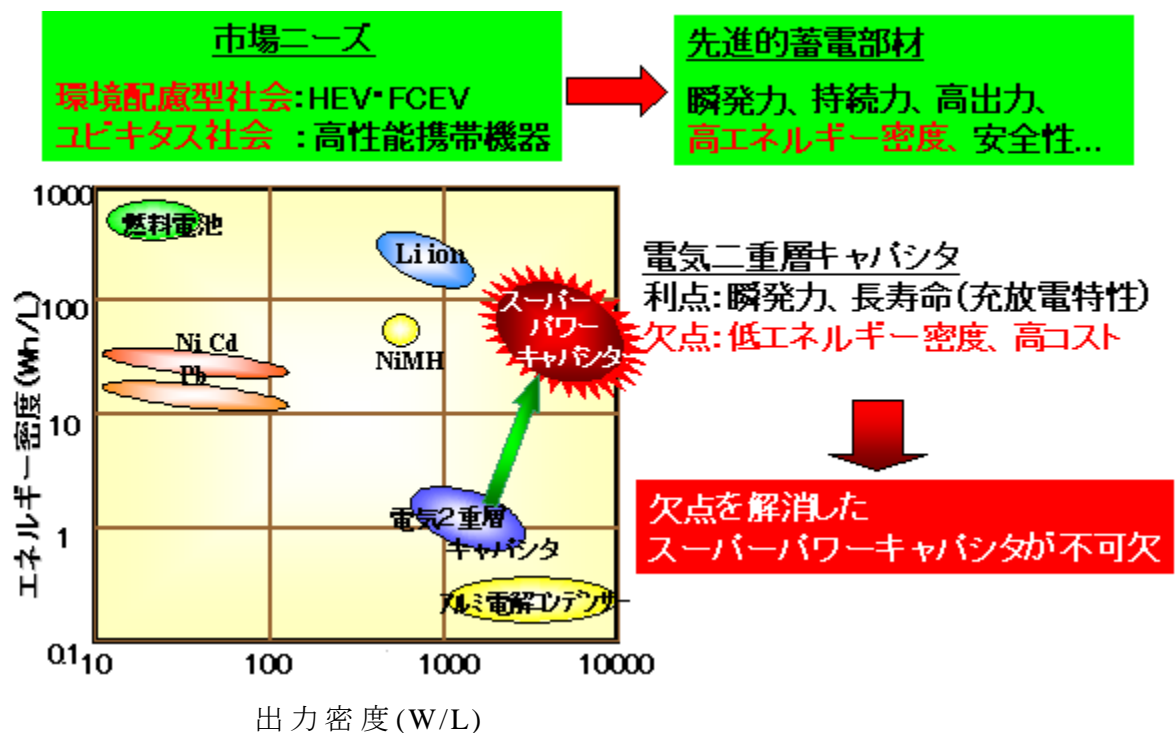 市場ニーズ
環境配慮型社会:HEV・FCEV
ユビキタス社会 :高性能携帯機器
先進的蓄電部材
瞬発力、持続力、高出力、
高エネルギー密度、安全性...
エネルギー密度(Wh/L)
1000
100
10
1
0.1
燃料電池
Li ion
スーパー
パワー
キャパシター
Ni Cd
NiMH
Pb
電気2重層
キャパシタ
アルミ電解コンデンサー
10
100
1000
10000
出力密度(W/L)
電気二重層キャパシタ
利点:瞬発力、長寿命(充放電特性)
欠点:低エネルギー密度、高コスト
欠点を解消した
スーパーパワーキャパシタが不可欠